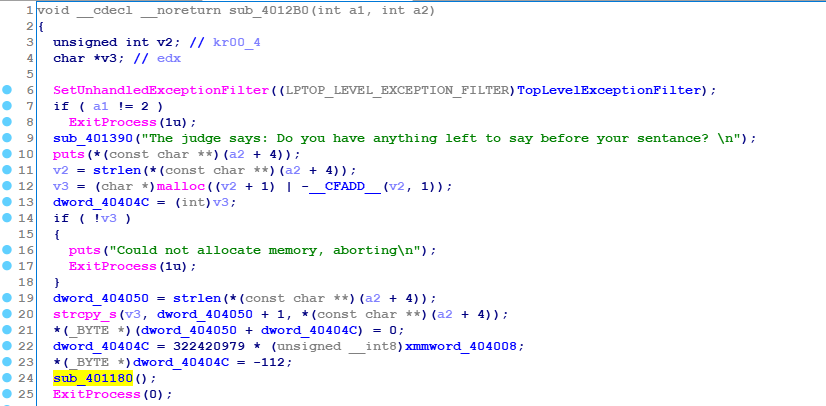 1 void __cdecl __noreturn sub_4012B0(int a1, int a2)
2 {
3 unsigned int v2; // kr00_4
4 char *v3; // edx
5
6 SetUnhandledExceptionFilter((LPTOP_LEVEL_EXCEPTION_FILTER)TopLevelExceptionFilter);
7 if ( a1 != 2 )
8 ExitProcess(1u);
9 sub_401390("The judge says: Do you have anything left to say before your sentance? \n");
10 puts(*(const char **)(a2 + 4));
11 v2 = strlen(*(const char **)(a2 + 4));
12 v3 = (char *)malloc((v2 + 1) | -__CFADD__(v2, 1));
13 dword_40404C = (int)v3;
14 if ( !v3 )
15 {
16 puts("Could not allocate memory, aborting\n");
17 ExitProcess(1u);
18 }
19 dword_404050 = strlen(*(const char **)(a2 + 4));
20 strcpy_s(v3, dword_404050 + 1, *(const char **)(a2 + 4));
21 *(_BYTE *)(dword_404050 + dword_40404C) = 0;
22 dword_40404C = 322420979 * (unsigned __int8)xmmword_404008;
23 *(_BYTE *)dword_40404C = -112;
24 sub_401180();
25 ExitProcess(0);